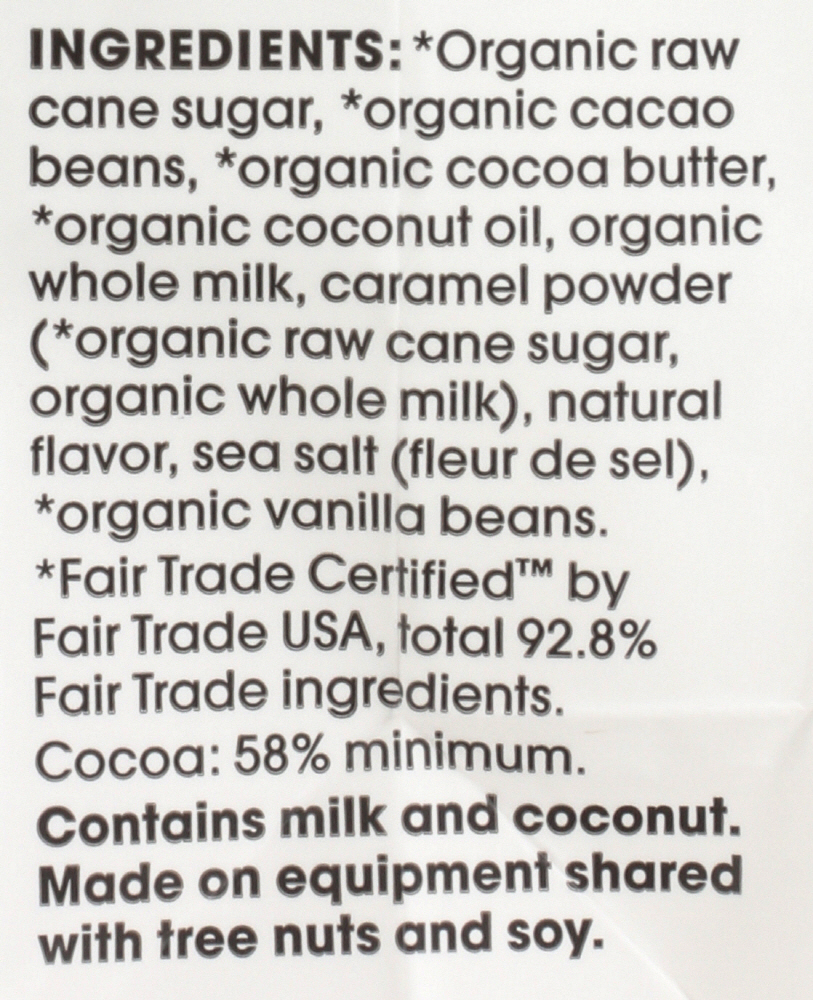 INGREDIENTS: *Organic raw
cane sugar, *organic cacao
beans, *organic cocoa butter,
*organic coconut oil, organic
whole milk, caramel powder
(*organic raw cane sugar,
organic whole milk), natural
flavor, sea salt (fleur de sel),
*organic vanilla beans.
*Fair Trade Certified™ by
Fair Trade USA, total 92.8%
Fair Trade ingredients.
Cocoa: 58% minimum.
Contains milk and coconut.
Made on equipment shared
with tree nuts and soy.